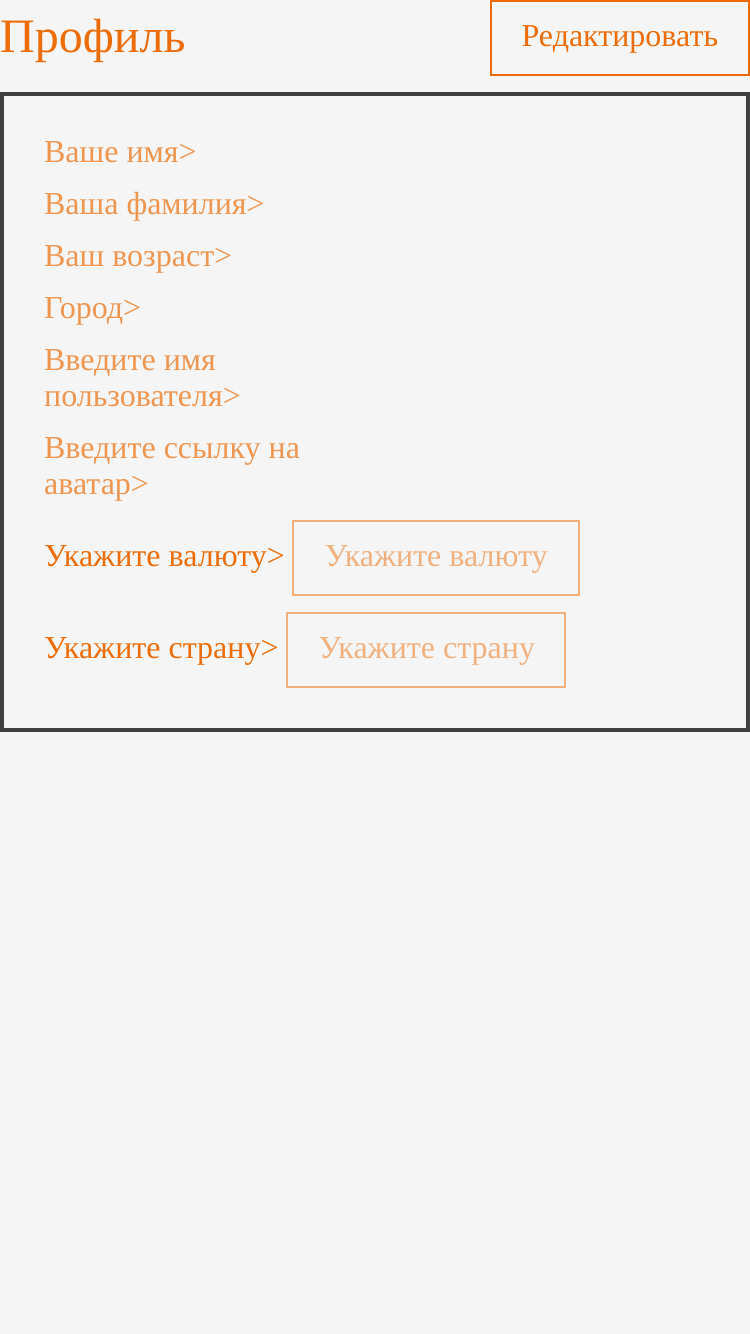 Профиль
Редактировать
Ваше имя>
Ваша фамилия>
Ваш возраст>
Город>
Введите имя
пользователя>
Введите ссылку на
аватар>
Укажите валюту> Укажите валюту
Укажите страну> Укажите страну